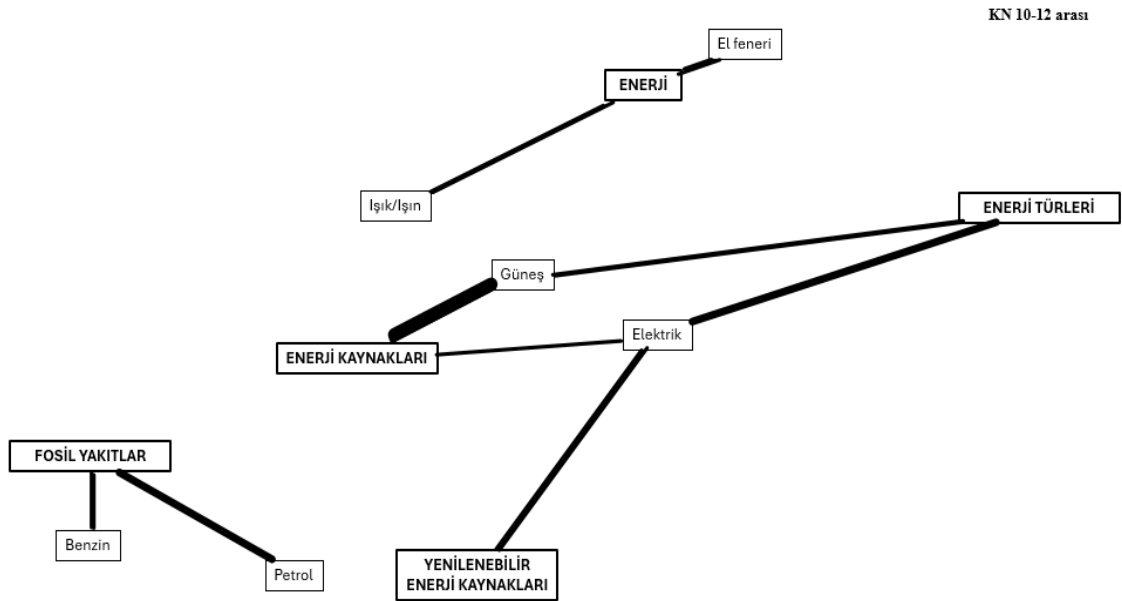 KN 10-12 arası
El feneri
ENERJİ
Işık/Işın
ENERJİ TÜRLERİ
Güneş
Elektrik
ENERJİ KAYNAKLARI
FOSİL YAKITLAR
Benzin
Petrol
YENİLENEBİLİR
ENERJİ KAYNAKLARI